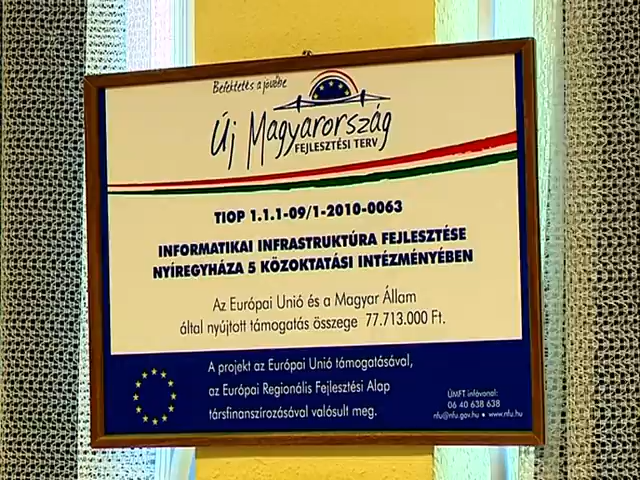 Befektetés a jövőbe
Új Magyarország
FEJLESZTÉSI TERV
TIOP 1.1.1-09/1-2010-0063
INFORMATIKAI INFRASTRUKTÚRA FEJLESZTÉSE
NYÍREGYHÁZA 5 KÖZOKTATÁSI INTÉZMÉNYÉBEN
Az Európai Unió és a Magyar Állam
által nyújtott támogatás összege 77.713.000 Ft.
A projekt az Európai Unió támogatásával,
az Európai Regionális Fejlesztési Alap
társfinanszírozásával valósult meg.
ÚMFT infóvonal:
06 40 638 638
nfu@nfu.gov.hu • www.nfu.hu